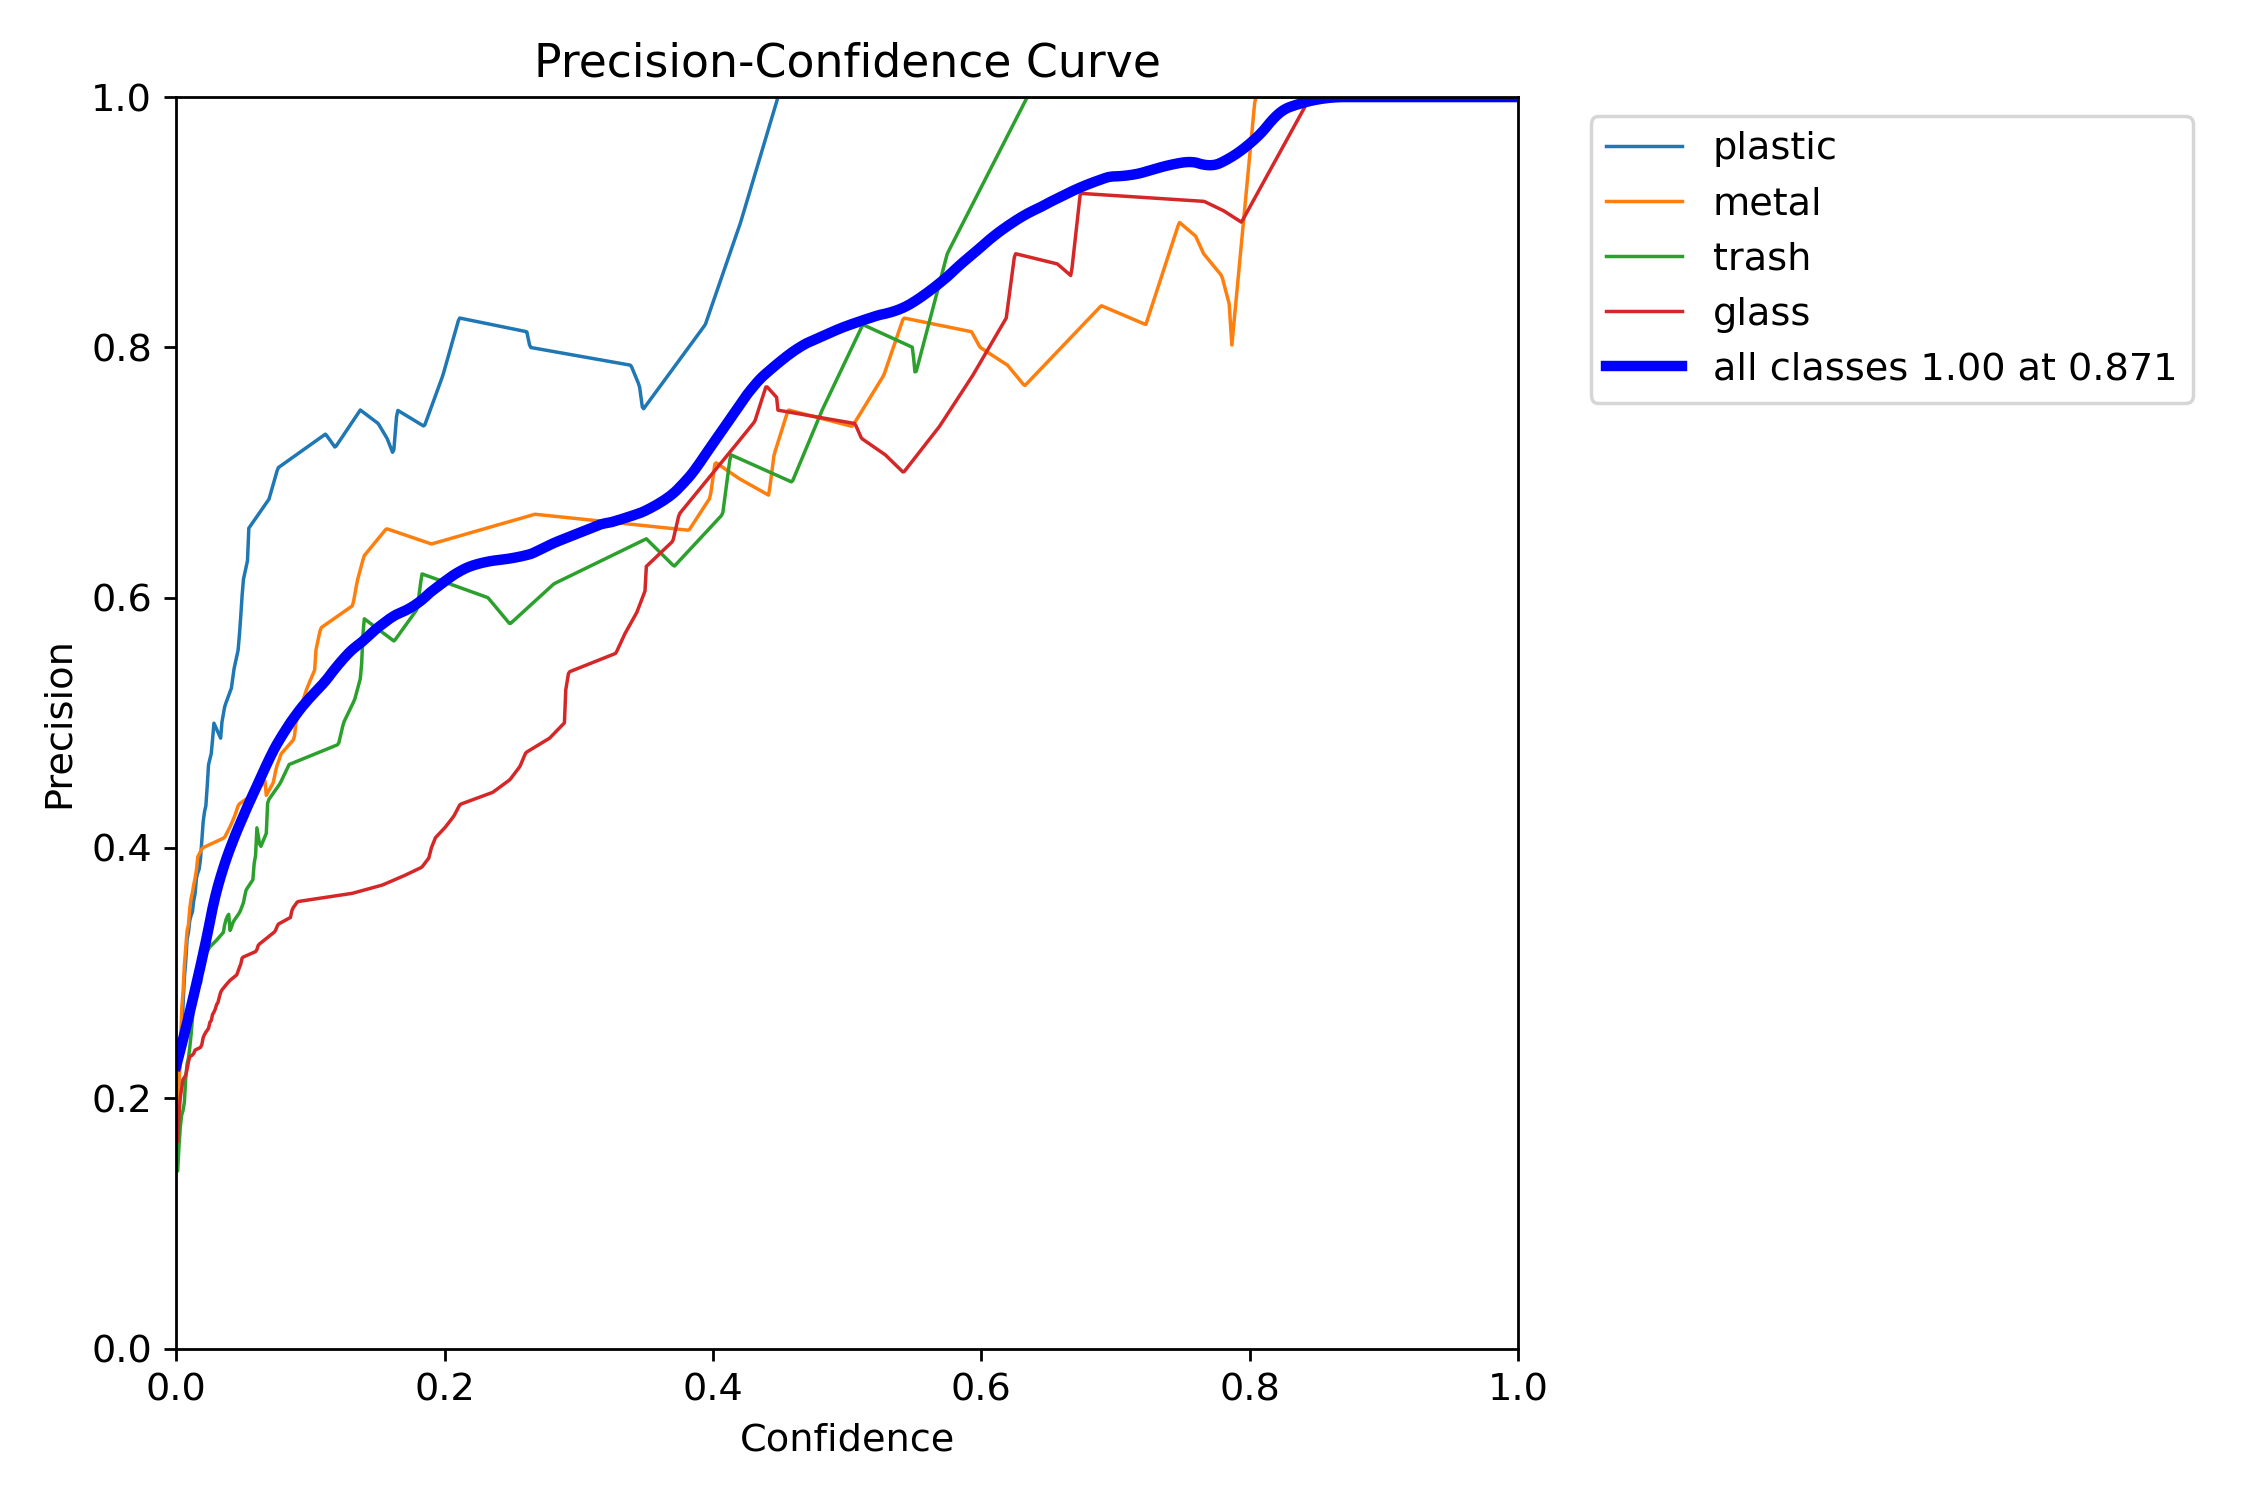 Precision-Confidence Curve
1.0
0.8
0.6
0.4
0.2
0.0
Precision
0.0 0.2 0.4 0.6 0.8 1.0
Confidence
plastic
metal
trash
glass
all classes 1.00 at 0.871